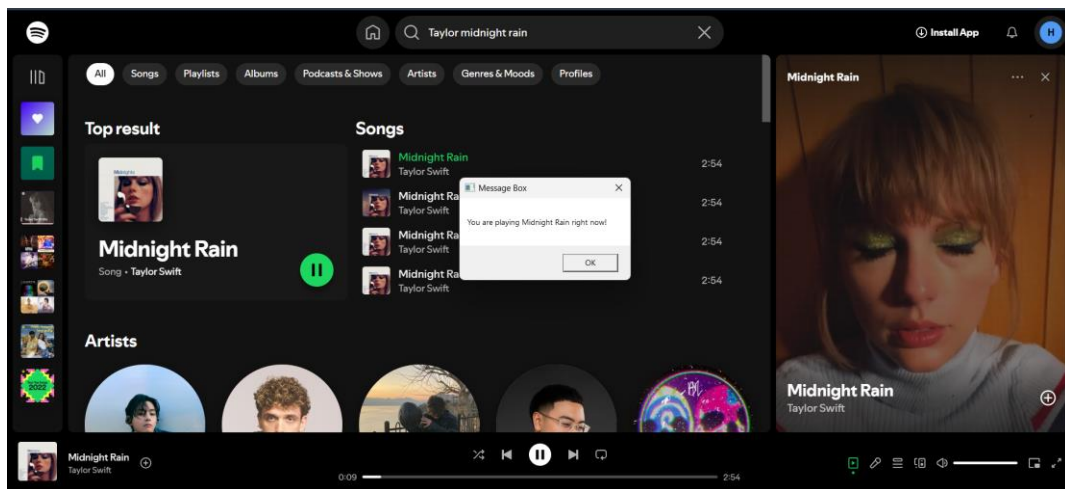 Taylor midnight rain
Install App
H
All Songs Playlists Albums Podcasts & Shows Artists Genres & Moods Profiles
Top result
Midnight Rain
Song • Taylor Swift
Songs
Midnight Rain
Taylor Swift
2:54
Midnight Ra
Taylor Swift
2:54
Midnight Ra
Taylor Swift
2:54
Midnight Ra
Taylor Swift
2:54
Message Box
You are playing Midnight Rain right now!
OK
Artists
Midnight Rain
Midnight Rain
Taylor Swift
2022
Midnight Rain
Taylor Swift
0:09
2:54